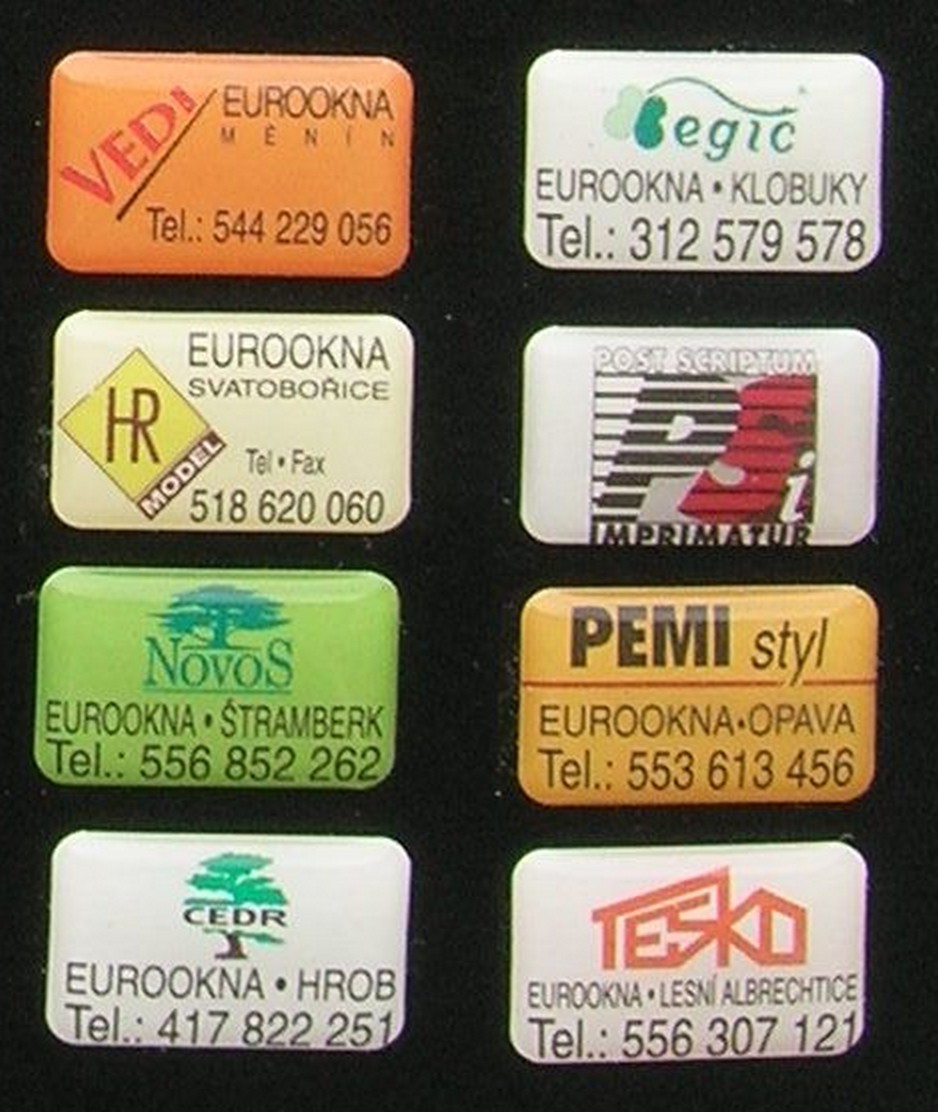 VEDI
EUROOKNA
MĚNÍN
Tel.: 544 229 056
Begić
EUROOKNA • KLOBUKY
Tel.: 312 579 578
HR
MODEL
EUROOKNA
SVATOBOŘICE
Tel • Fax
518 620 060
POST SCRIPTUM
PSi
IMPRIMATUR
NOVOS
EUROOKNA • ŠTRAMBERK
Tel.: 556 852 262
PEMI styl
EUROOKNA•OPAVA
Tel.: 553 613 456
CEDR
EUROOKNA • HROB
Tel.: 417 822 251
TESKO
EUROOKNA • LESNÍ ALBRECHTICE
Tel.: 556 307 121